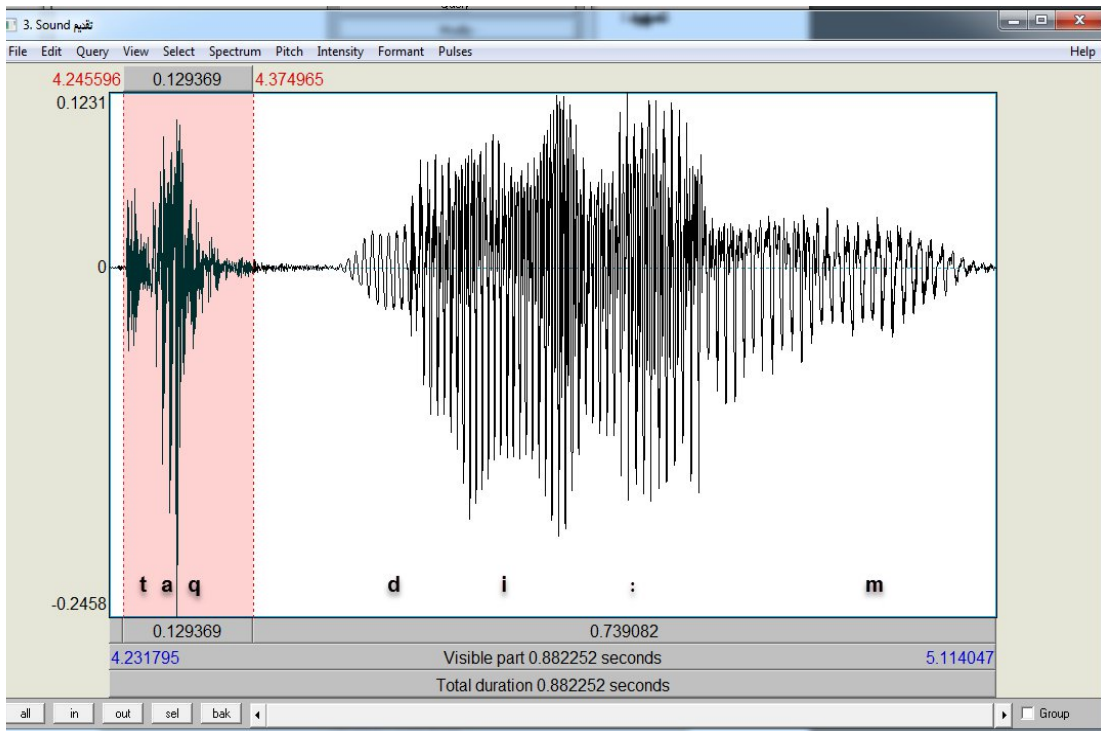 Query
3. Sound تقديم
File Edit Query View Select Spectrum Pitch Intensity Formant Pulses Help
4.245596 0.129369 4.374965
0.1231
0
t a q d i : m
-0.2458
0.129369 0.739082
4.231795 Visible part 0.882252 seconds 5.114047
Total duration 0.882252 seconds
all in out sel bak Group